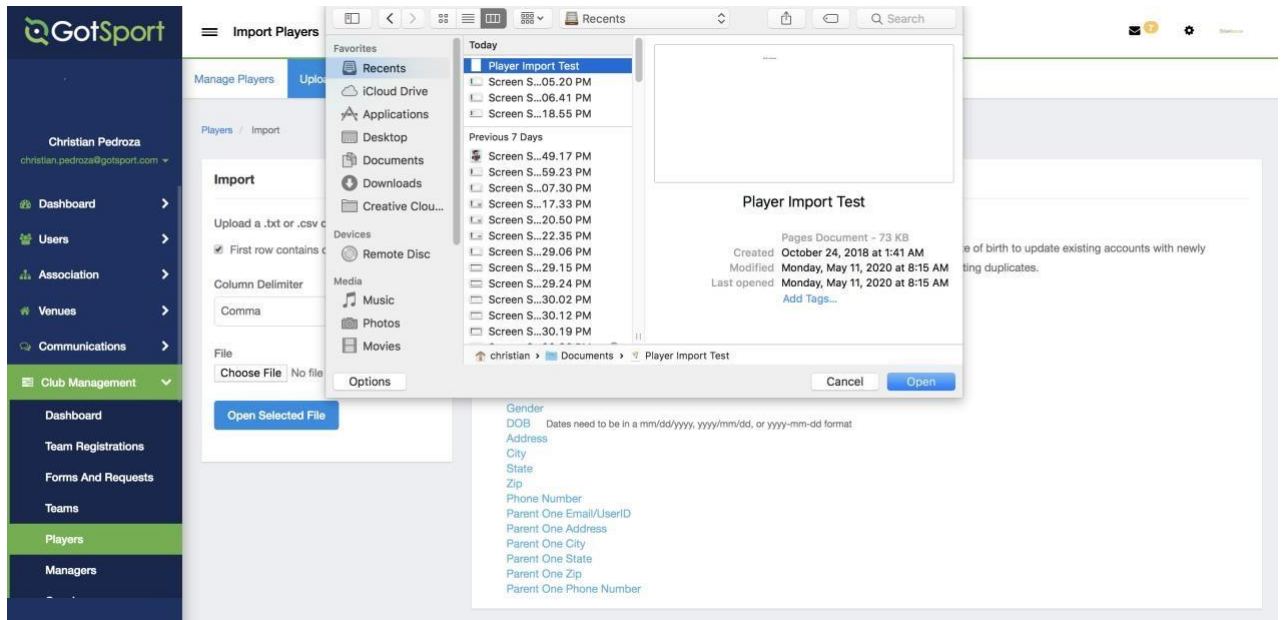 GotSport
Import Players
Recents
Search
7
Manage Players
Uplo
Players / Import
Christian Pedroza
christian.pedroza@gotsport.com
Dashboard
Users
Association
Venues
Communications
Club Management
Dashboard
Team Registrations
Forms And Requests
Teams
Players
Managers
Import
Upload a .txt or .csv
First row contains
Column Delimiter
Comma
File
Choose File No file
Open Selected File
Favorites
Recents
iCloud Drive
Applications
Desktop
Documents
Downloads
Creative Clou...
Devices
Remote Disc
Media
Music
Photos
Movies
Options
Today
Player Import Test
Screen S...05.20 PM
Screen S...06.41 PM
Screen S...18.55 PM
Previous 7 Days
Screen S...49.17 PM
Screen S...59.23 PM
Screen S...07.30 PM
Screen S...17.33 PM
Screen S...20.50 PM
Screen S...22.35 PM
Screen S...29.06 PM
Screen S...29.15 PM
Screen S...29.24 PM
Screen S...30.02 PM
Screen S...30.12 PM
Screen S...30.19 PM
Player Import Test
Pages Document - 73 KB
Created October 24, 2018 at 1:41 AM
Modified Monday, May 11, 2020 at 8:15 AM
Last opened Monday, May 11, 2020 at 8:15 AM
Add Tags...
christian › Documents › Player Import Test
Cancel
Open
e of birth to update existing accounts with newly
ting duplicates.
Gender
DOB Dates need to be in a mm/dd/yyyy, yyyy/mm/dd, or yyyy-mm-dd format
Address
City
State
Zip
Phone Number
Parent One Email/UserID
Parent One Address
Parent One City
Parent One State
Parent One Zip
Parent One Phone Number